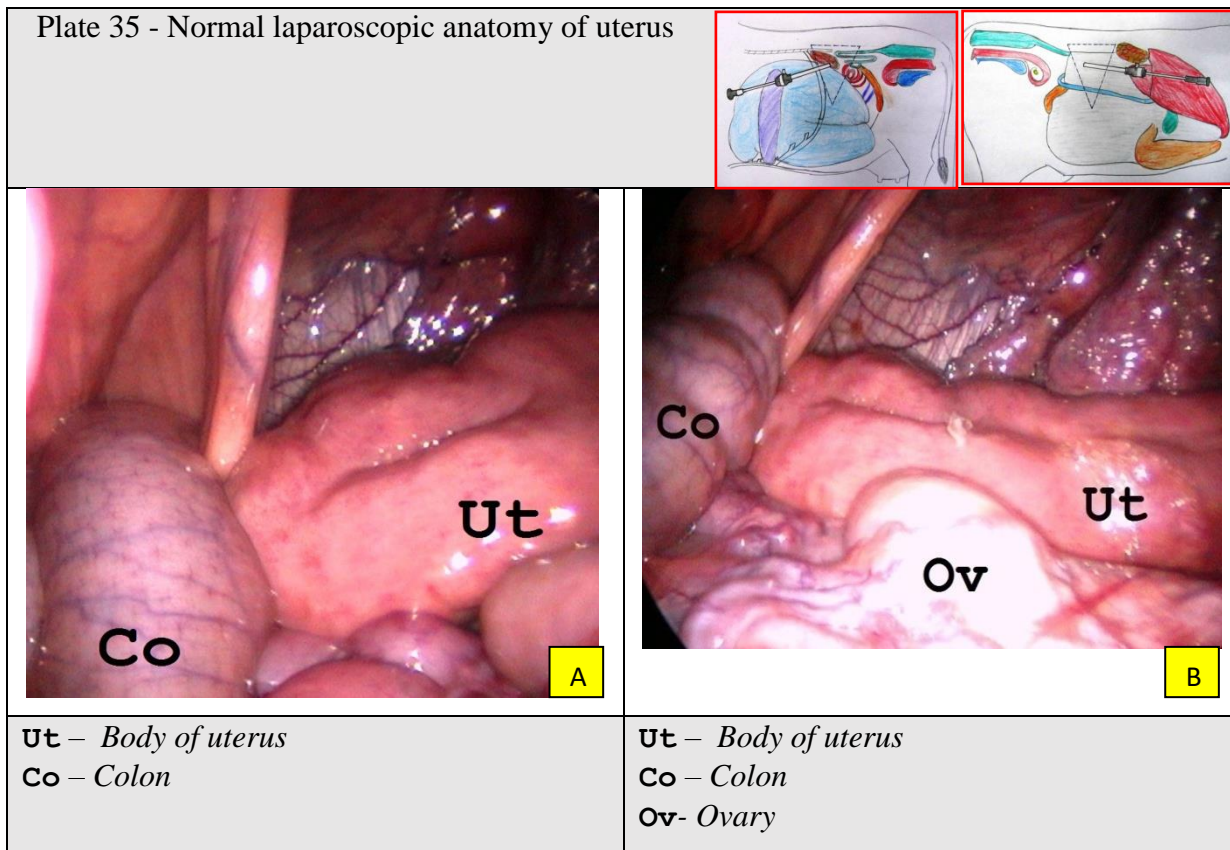 Plate 35 - Normal laparoscopic anatomy of uterus
Ut
Co
A
Co
Ut
Ov
B
Ut – Body of uterus
Co – Colon
Ut – Body of uterus
Co – Colon
Ov- Ovary